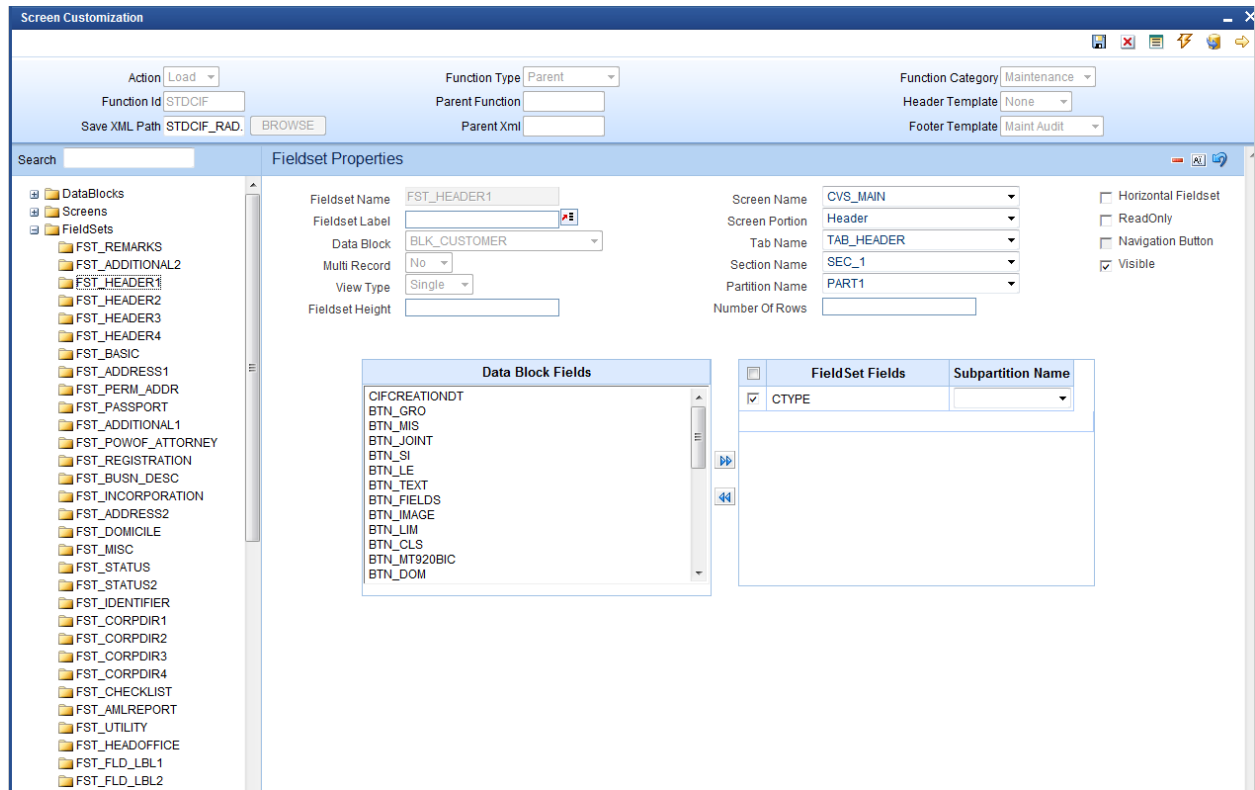 Screen Customization
Action Load Function Type Parent Function Category Maintenance
Function Id STDCIF Parent Function Header Template None
Save XML Path STDCIF_RAD. BROWSE Parent Xml Footer Template Maint Audit
Search
DataBlocks
Screens
FieldSets
FST_REMARKS
FST_ADDITIONAL2
FST_HEADER1
FST_HEADER2
FST_HEADER3
FST_HEADER4
FST_BASIC
FST_ADDRESS1
FST_PERM_ADDR
FST_PASSPORT
FST_ADDITIONAL1
FST_POWOF_ATTORNEY
FST_REGISTRATION
FST_BUSN_DESC
FST_INCORPORATION
FST_ADDRESS2
FST_DOMICILE
FST_MISC
FST_STATUS
FST_STATUS2
FST_IDENTIFIER
FST_CORPDIR1
FST_CORPDIR2
FST_CORPDIR3
FST_CORPDIR4
FST_CHECKLIST
FST_AMLREPORT
FST_UTILITY
FST_HEADOFFICE
FST_FLD_LBL1
FST_FLD_LBL2
Fieldset Properties
Fieldset Name FST_HEADER1 Screen Name CVS_MAIN Horizontal Fieldset
Fieldset Label Screen Portion Header ReadOnly
Data Block BLK_CUSTOMER Tab Name TAB_HEADER Navigation Button
Multi Record No Section Name SEC_1 Visible
View Type Single Partition Name PART1
Fieldset Height Number Of Rows
Data Block Fields
CIFCREATIONDT
BTN_GRO
BTN_MIS
BTN_JOINT
BTN_SI
BTN_LE
BTN_TEXT
BTN_FIELDS
BTN_IMAGE
BTN_LIM
BTN_CLS
BTN_MT920BIC
BTN_DOM
FieldSet Fields Subpartition Name
CTYPE